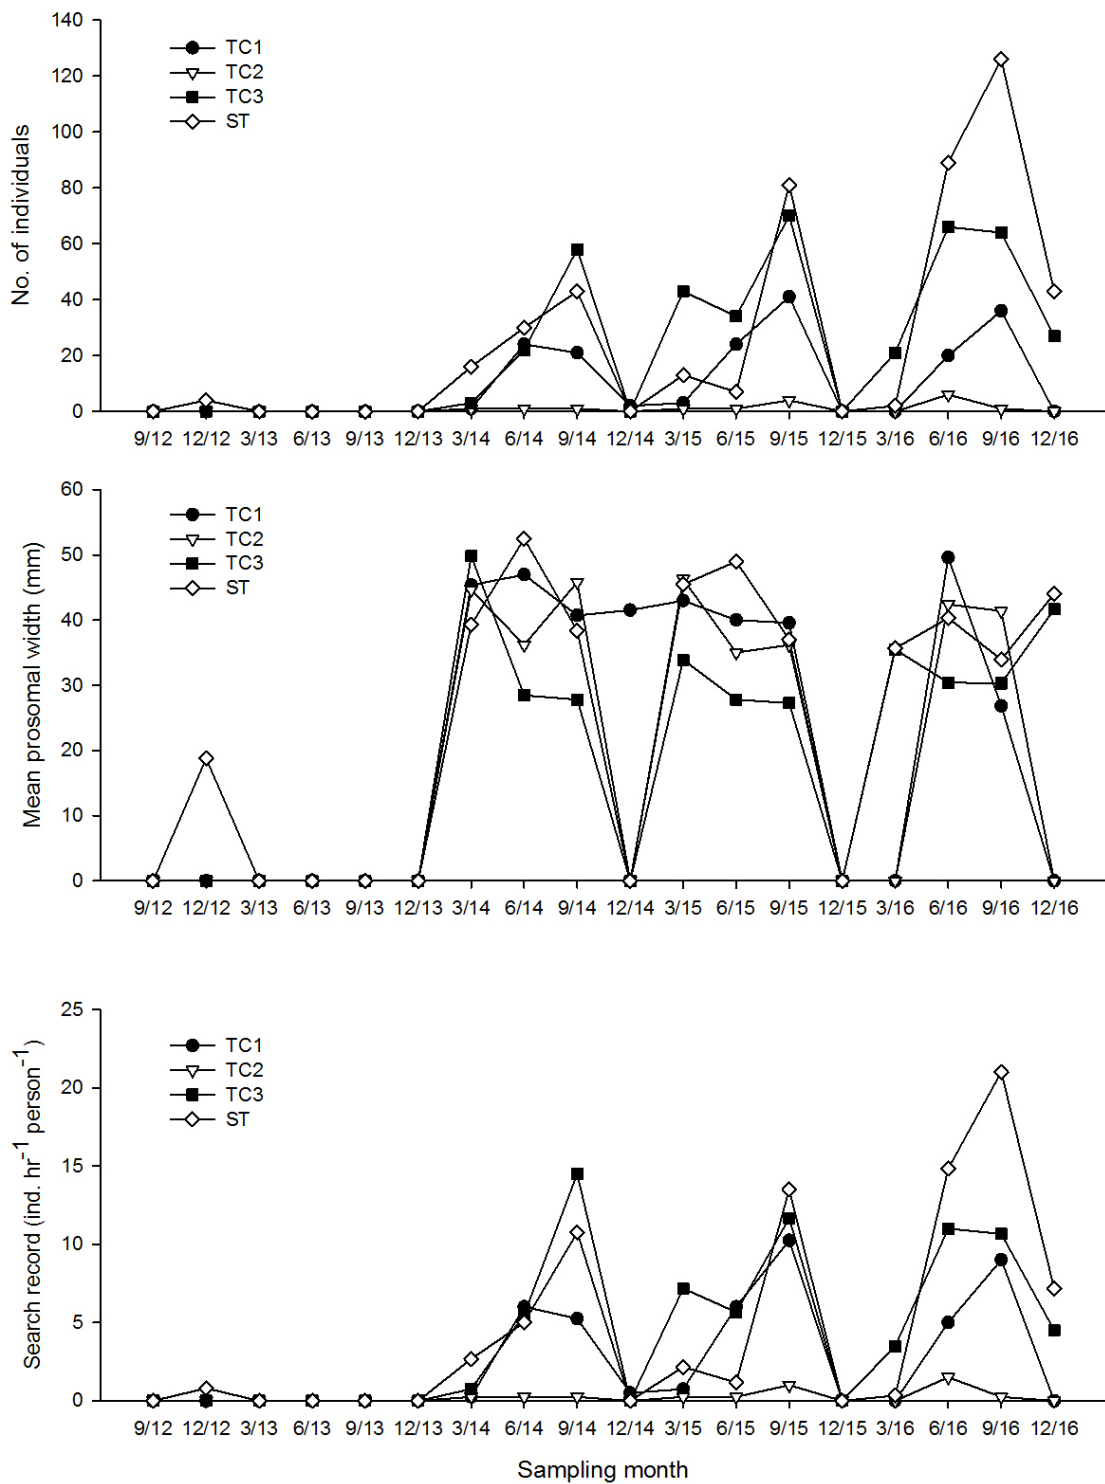 No. of individuals
140
120
100
80
60
40
20
0
TC1
TC2
TC3
ST
9/12 12/12 3/13 6/13 9/13 12/13 3/14 6/14 9/14 12/14 3/15 6/15 9/15 12/15 3/16 6/16 9/16 12/16
Mean prosomal width (mm)
60
50
40
30
20
10
0
TC1
TC2
TC3
ST
9/12 12/12 3/13 6/13 9/13 12/13 3/14 6/14 9/14 12/14 3/15 6/15 9/15 12/15 3/16 6/16 9/16 12/16
Search record (ind. hr⁻¹ person⁻¹)
25
20
15
10
5
0
TC1
TC2
TC3
ST
9/12 12/12 3/13 6/13 9/13 12/13 3/14 6/14 9/14 12/14 3/15 6/15 9/15 12/15 3/16 6/16 9/16 12/16
Sampling month